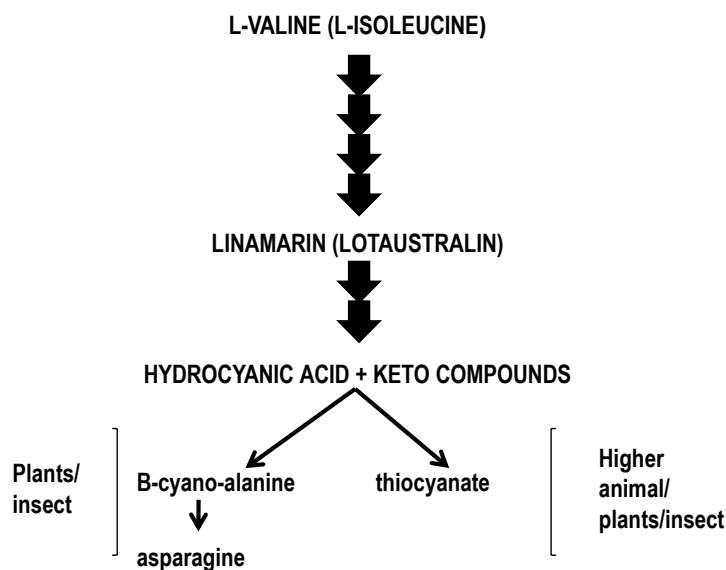 L-VALINE (L-ISOLEUCINE)
LINAMARIN (LOTAUSTRALIN)
HYDROCYANIC ACID + KETO COMPOUNDS
Plants/
insect
B-cyano-alanine
asparagine
thiocyanate
Higher
animal/
plants/insect